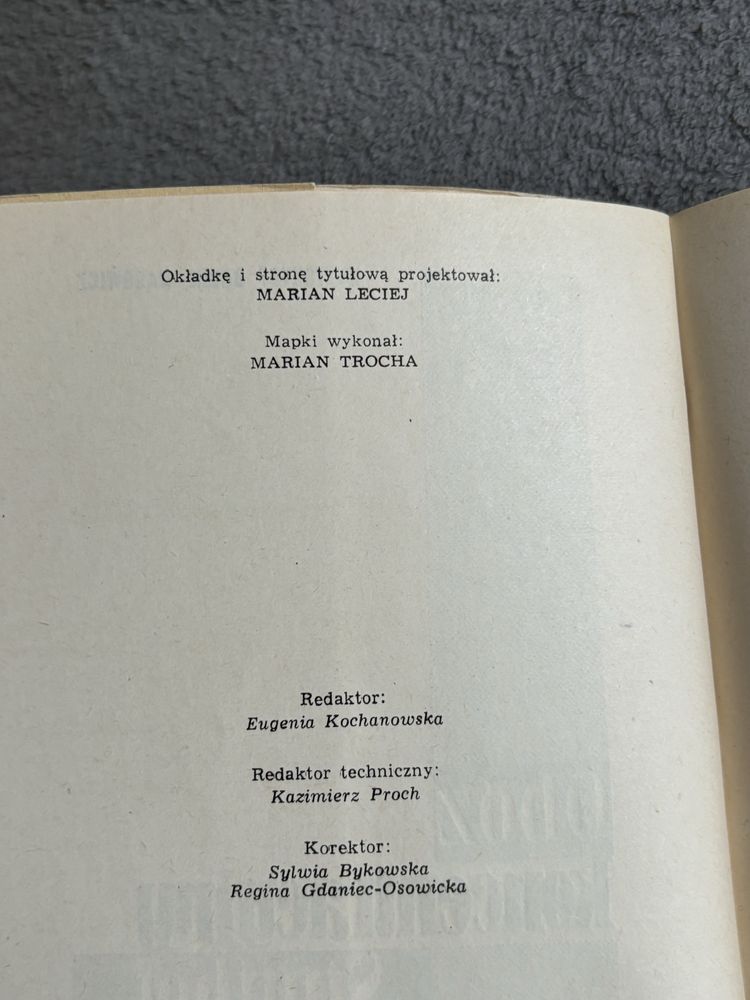 Okładkę i stronę tytułową projektował:
MARIAN LECIEJ
Mapki wykonał:
MARIAN TROCHA
Redaktor:
Eugenia Kochanowska
Redaktor techniczny:
Kazimierz Proch
Korektor:
Sylwia Bykowska
Regina Gdaniec-Osowicka